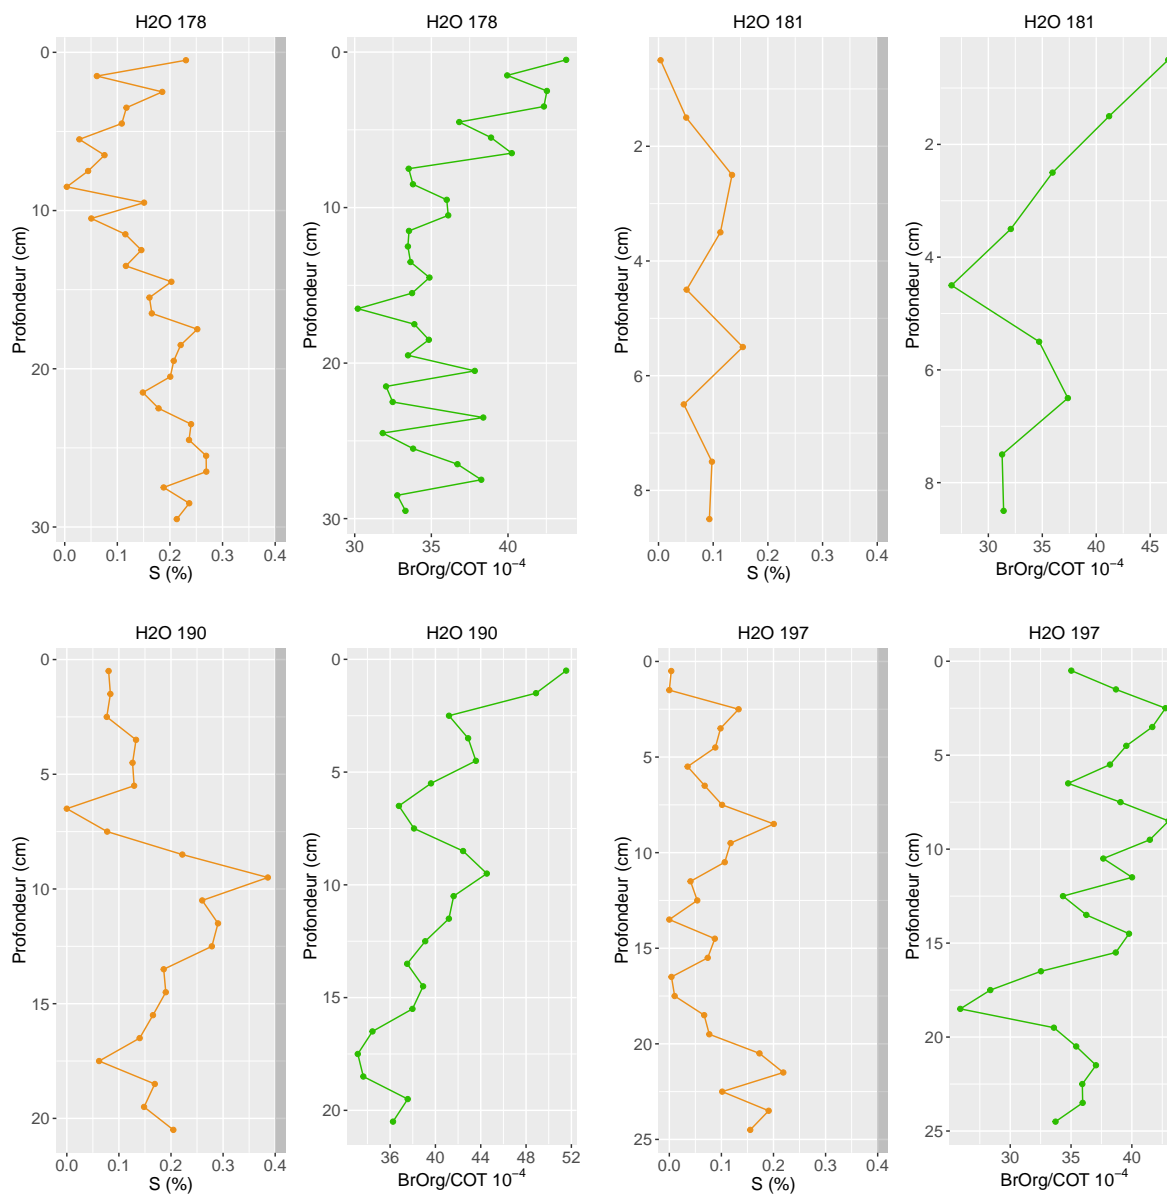 H2O 178
H2O 178
H2O 181
H2O 181
0
10
20
30
Profondeur (cm)
0.0 0.1 0.2 0.3 0.4
S (%)
0
10
20
30
Profondeur (cm)
30 35 40
BrOrg/COT 10⁻⁴
2
4
6
8
Profondeur (cm)
0.0 0.1 0.2 0.3 0.4
S (%)
2
4
6
8
Profondeur (cm)
30 35 40 45
BrOrg/COT 10⁻⁴
H2O 190
H2O 190
H2O 197
H2O 197
0
5
10
15
20
Profondeur (cm)
0.0 0.1 0.2 0.3 0.4
S (%)
0
5
10
15
20
Profondeur (cm)
36 40 44 48 52
BrOrg/COT 10⁻⁴
0
5
10
15
20
25
Profondeur (cm)
0.0 0.1 0.2 0.3 0.4
S (%)
0
5
10
15
20
25
Profondeur (cm)
30 35 40
BrOrg/COT 10⁻⁴